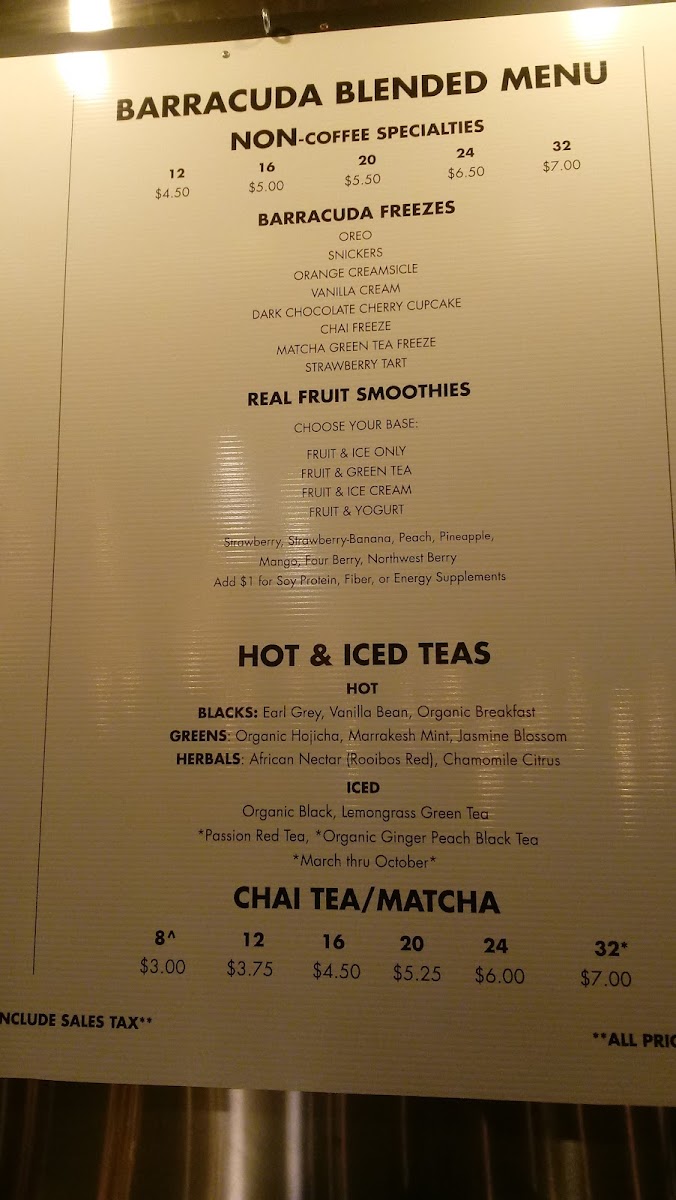 BARRACUDA BLENDED MENU
NON-COFFEE SPECIALTIES
12 16 20 24 32
$4.50 $5.00 $5.50 $6.50 $7.00
BARRACUDA FREEZES
OREO
SNICKERS
ORANGE CREAMSICLE
VANILLA CREAM
DARK CHOCOLATE CHERRY CUPCAKE
CHAI FREEZE
MATCHA GREEN TEA FREEZE
STRAWBERRY TART
REAL FRUIT SMOOTHIES
CHOOSE YOUR BASE:
FRUIT & ICE ONLY
FRUIT & GREEN TEA
FRUIT & ICE CREAM
FRUIT & YOGURT
Strawberry, Strawberry-Banana, Peach, Pineapple,
Mango, Four Berry, Northwest Berry
Add $1 for Soy Protein, Fiber, or Energy Supplements
HOT & ICED TEAS
HOT
BLACKS: Earl Grey, Vanilla Bean, Organic Breakfast
GREENS: Organic Hojicha, Marrakesh Mint, Jasmine Blossom
HERBALS: African Nectar (Rooibos Red), Chamomile Citrus
ICED
Organic Black, Lemongrass Green Tea
*Passion Red Tea, *Organic Ginger Peach Black Tea
*March thru October*
CHAI TEA/MATCHA
8^ 12 16 20 24 32*
$3.00 $3.75 $4.50 $5.25 $6.00 $7.00
NCLUDE SALES TAX**
**ALL PRIC